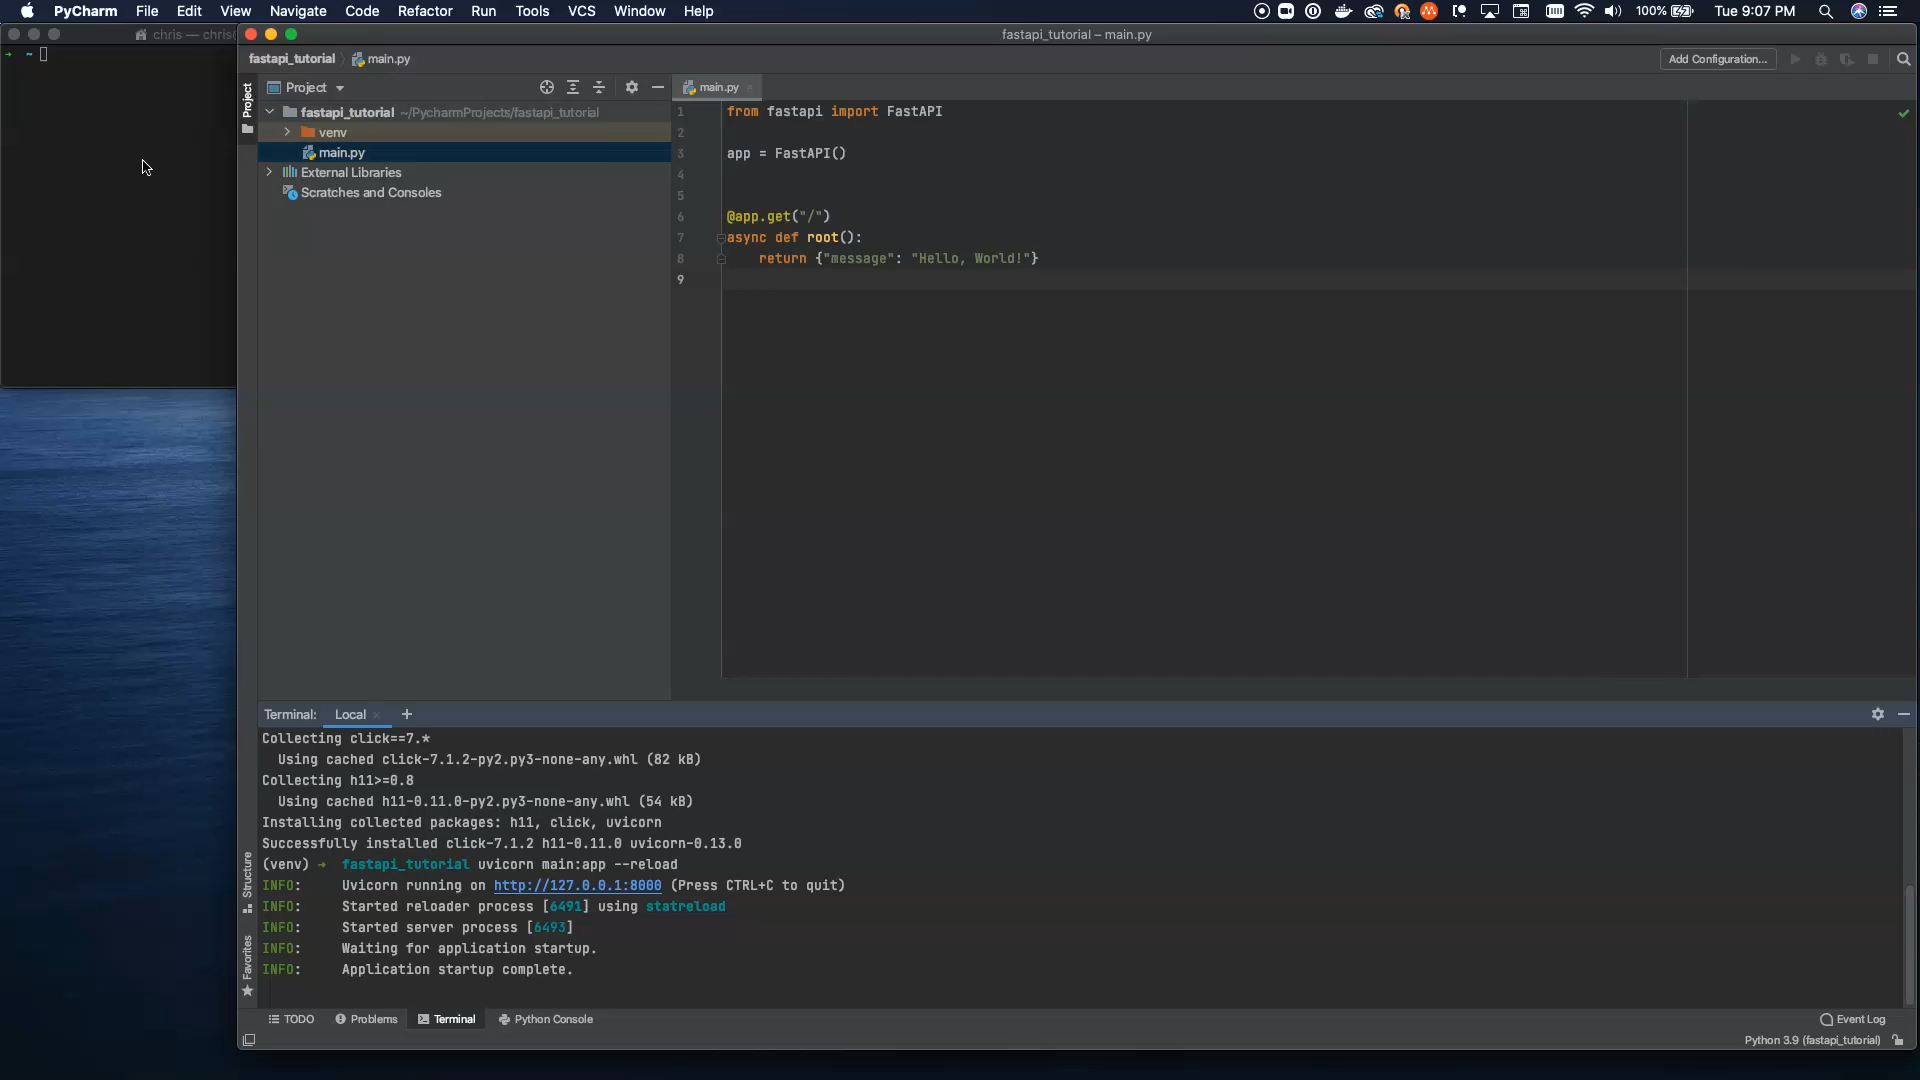 PyCharm File Edit View Navigate Code Refactor Run Tools VCS Window Help 100% Tue 9:07 PM
chris — chris@
fastapi_tutorial – main.py
→ ~
fastapi_tutorial main.py
Add Configuration...
Project
Project
main.py
fastapi_tutorial ~/PycharmProjects/fastapi_tutorial
venv
main.py
External Libraries
Scratches and Consoles
1 from fastapi import FastAPI
2
3 app = FastAPI()
4
5
6 @app.get("/")
7 async def root():
8 return {"message": "Hello, World!"}
9
Terminal: Local +
Collecting click==7.*
Using cached click-7.1.2-py2.py3-none-any.whl (82 kB)
Collecting h11>=0.8
Using cached h11-0.11.0-py2.py3-none-any.whl (54 kB)
Installing collected packages: h11, click, uvicorn
Successfully installed click-7.1.2 h11-0.11.0 uvicorn-0.13.0
(venv) → fastapi_tutorial uvicorn main:app --reload
INFO: Uvicorn running on http://127.0.0.1:8000 (Press CTRL+C to quit)
INFO: Started reloader process [6491] using statreload
INFO: Started server process [6493]
INFO: Waiting for application startup.
INFO: Application startup complete.
Structure
Favorites
TODO Problems Terminal Python Console Event Log
Python 3.9 (fastapi_tutorial)